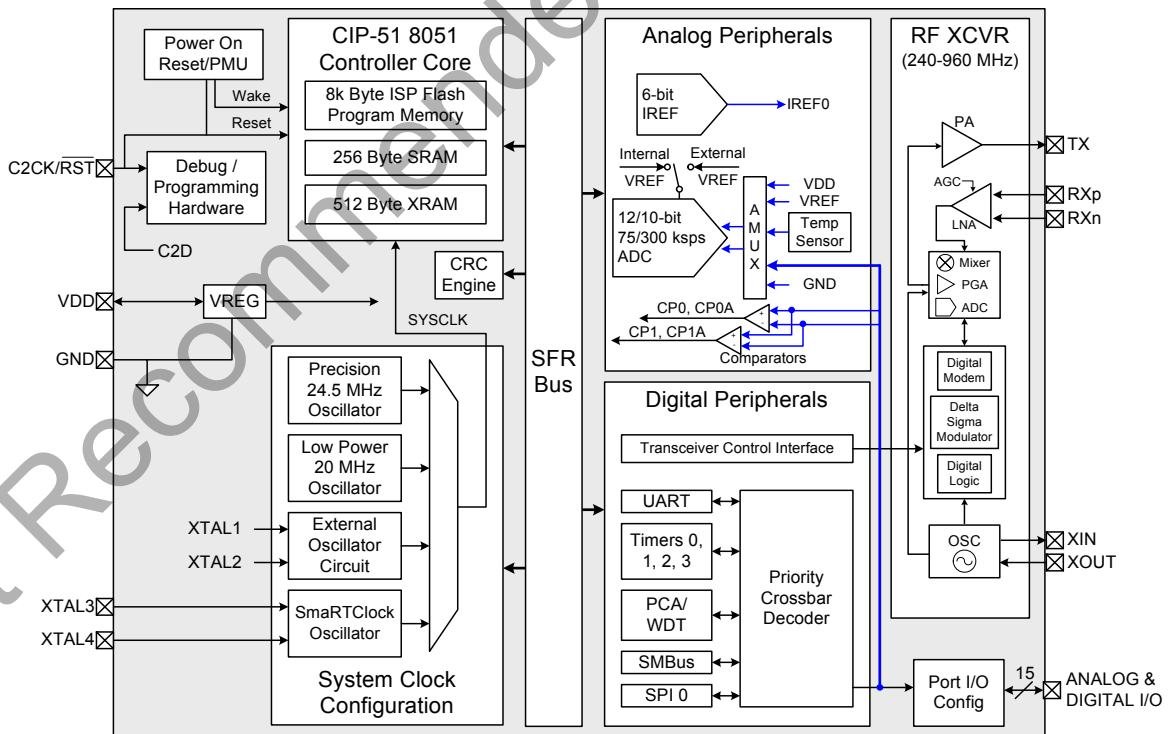 Power On
Reset/PMU
Wake
Reset
C2CK/RST
Debug /
Programming
Hardware
C2D
VDD
VREG
GND
CIP-51 8051
Controller Core
8k Byte ISP Flash
Program Memory
256 Byte SRAM
512 Byte XRAM
CRC
Engine
SYSCLK
Precision
24.5 MHz
Oscillator
Low Power
20 MHz
Oscillator
XTAL1
XTAL2
External
Oscillator
Circuit
XTAL3
XTAL4
SmaRTClock
Oscillator
System Clock
Configuration
SFR
Bus
Analog Peripherals
6-bit
IREF
IREF0
Internal
VREF
External
VREF
12/10-bit
75/300 ksps
ADC
A
M
U
X
VDD
VREF
Temp
Sensor
GND
CP0, CP0A
CP1, CP1A
+
-
+
-
Comparators
Digital Peripherals
Transceiver Control Interface
UART
Timers 0,
1, 2, 3
PCA/
WDT
SMBus
SPI 0
Priority
Crossbar
Decoder
RF XCVR
(240-960 MHz)
PA
TX
AGC
LNA
RXp
RXn
Mixer
PGA
ADC
Digital
Modem
Delta
Sigma
Modulator
Digital
Logic
OSC
XIN
XOUT
Port I/O
Config
15
ANALOG &
DIGITAL I/O
Recommende